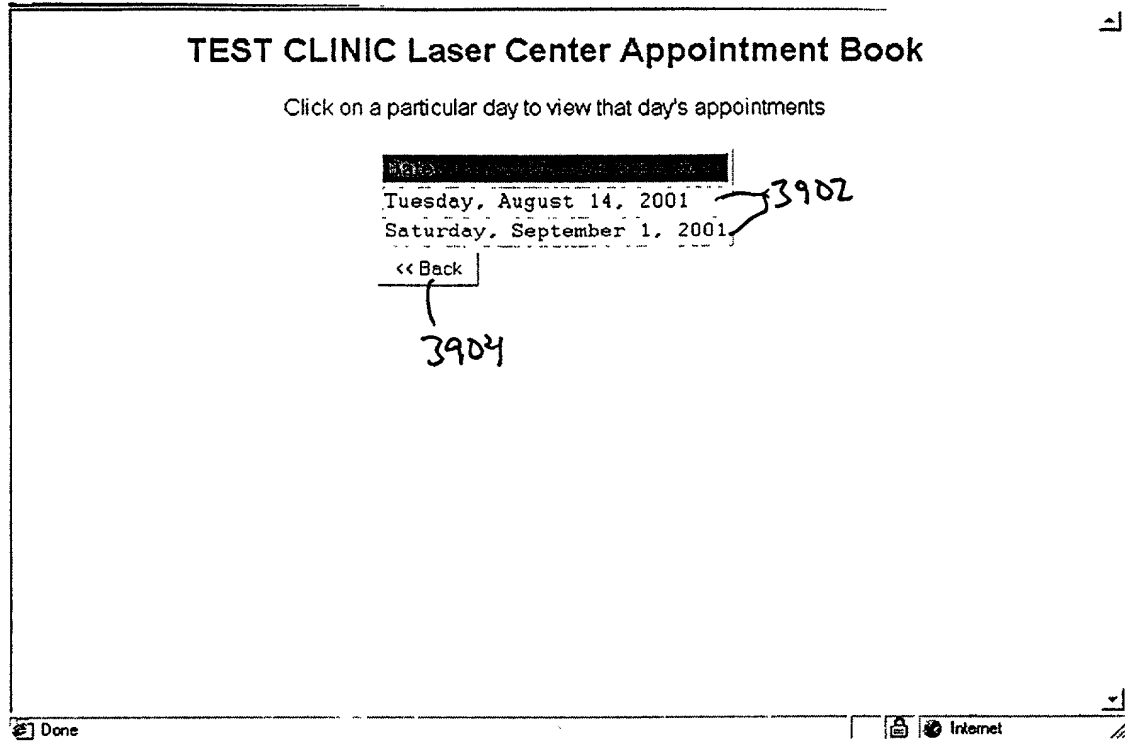 TEST CLINIC Laser Center Appointment Book
Click on a particular day to view that day's appointments
Date
Tuesday, August 14, 2001
3902
Saturday, September 1, 2001
<< Back
3904
Done
Internet